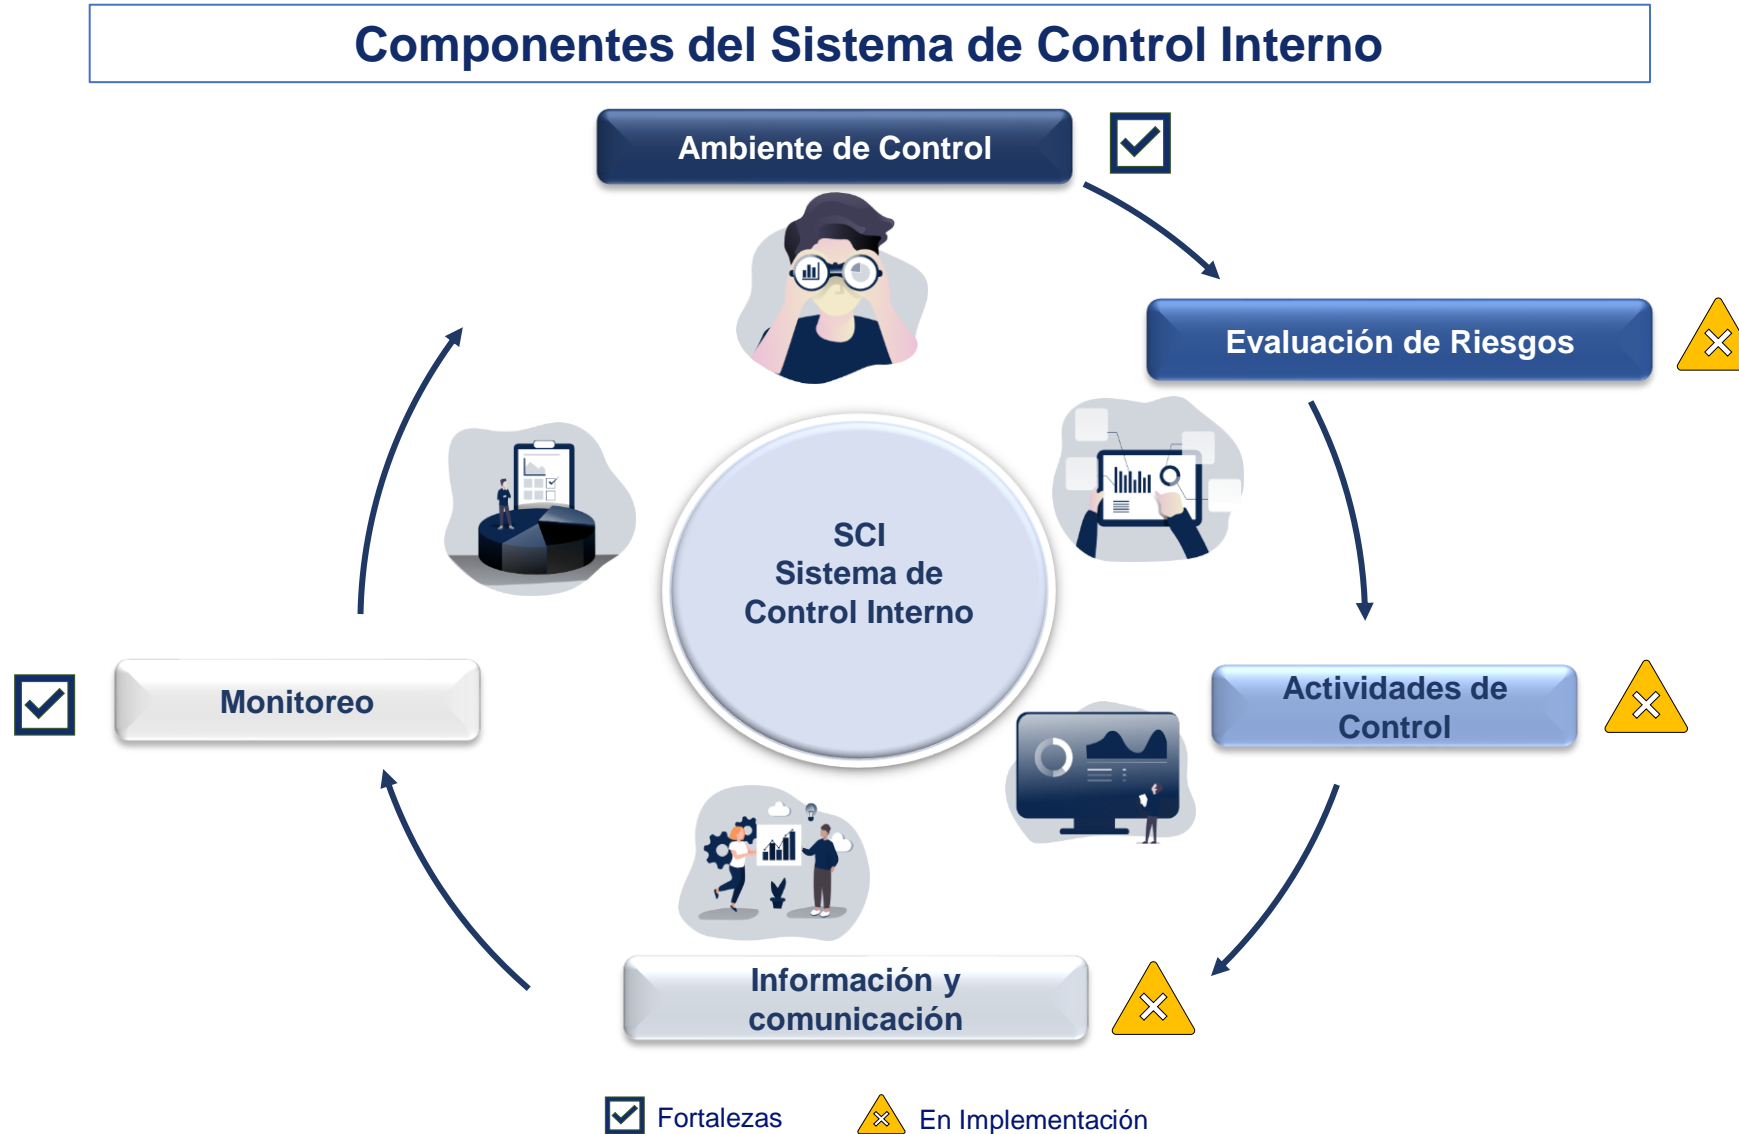 Componentes del Sistema de Control Interno
Ambiente de Control
Evaluación de Riesgos
SCI
Sistema de
Control Interno
Monitoreo
Actividades de
Control
Información y
comunicación
Fortalezas
En Implementación